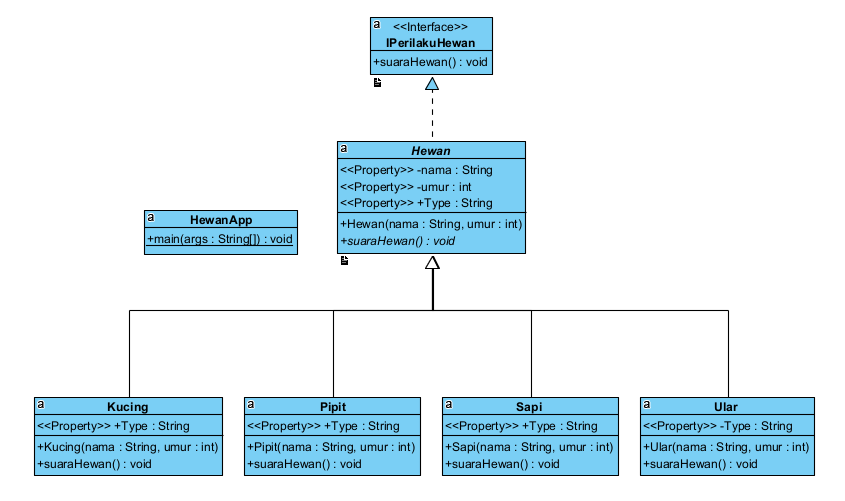 a
<<Interface>>
IPerilakuHewan
+suaraHewan() : void
a
Hewan
<<Property>> -nama : String
<<Property>> -umur : int
<<Property>> +Type : String
+Hewan(nama : String, umur : int)
+suaraHewan() : void
a
HewanApp
+main(args : String[]) : void
a
Kucing
<<Property>> +Type : String
+Kucing(nama : String, umur : int)
+suaraHewan() : void
a
Pipit
<<Property>> +Type : String
+Pipit(nama : String, umur : int)
+suaraHewan() : void
a
Sapi
<<Property>> +Type : String
+Sapi(nama : String, umur : int)
+suaraHewan() : void
a
Ular
<<Property>> -Type : String
+Ular(nama : String, umur : int)
+suaraHewan() : void